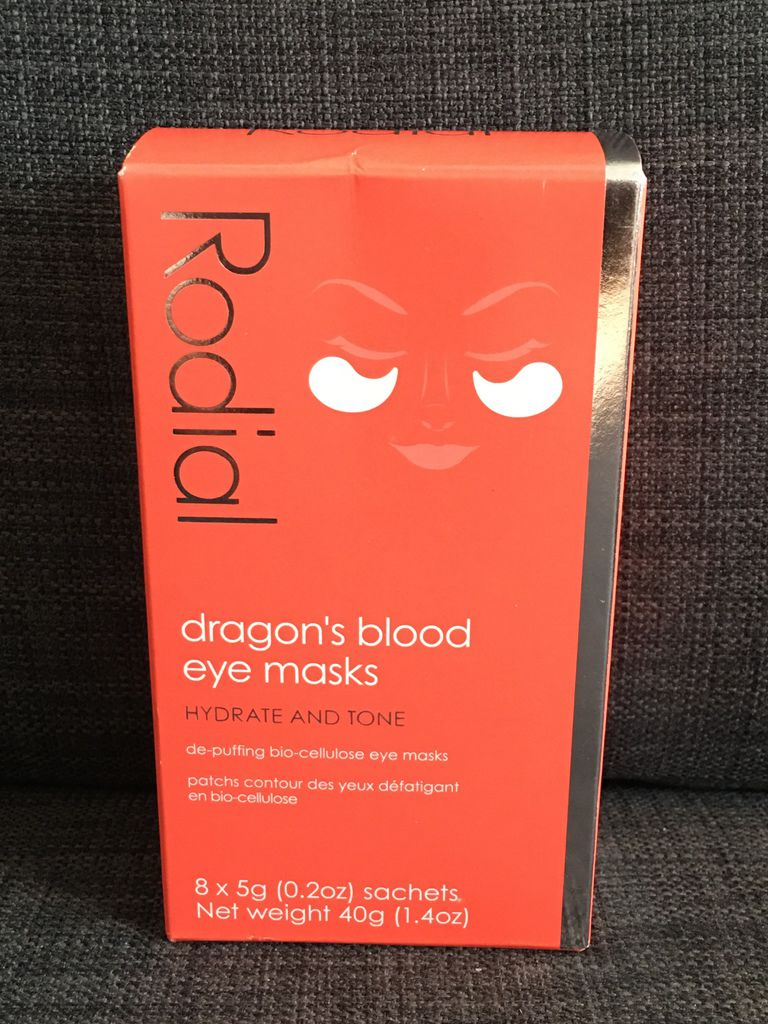 Rodial
dragon's blood
eye masks
HYDRATE AND TONE
de-puffing bio-cellulose eye masks
patchs contour des yeux défatigant
en bio-cellulose
8 x 5g (0.2oz) sachets
Net weight 40g (1.4oz)